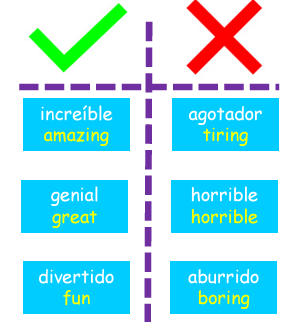 increíble
amazing
agotador
tiring
genial
great
horrible
horrible
divertido
fun
aburrido
boring